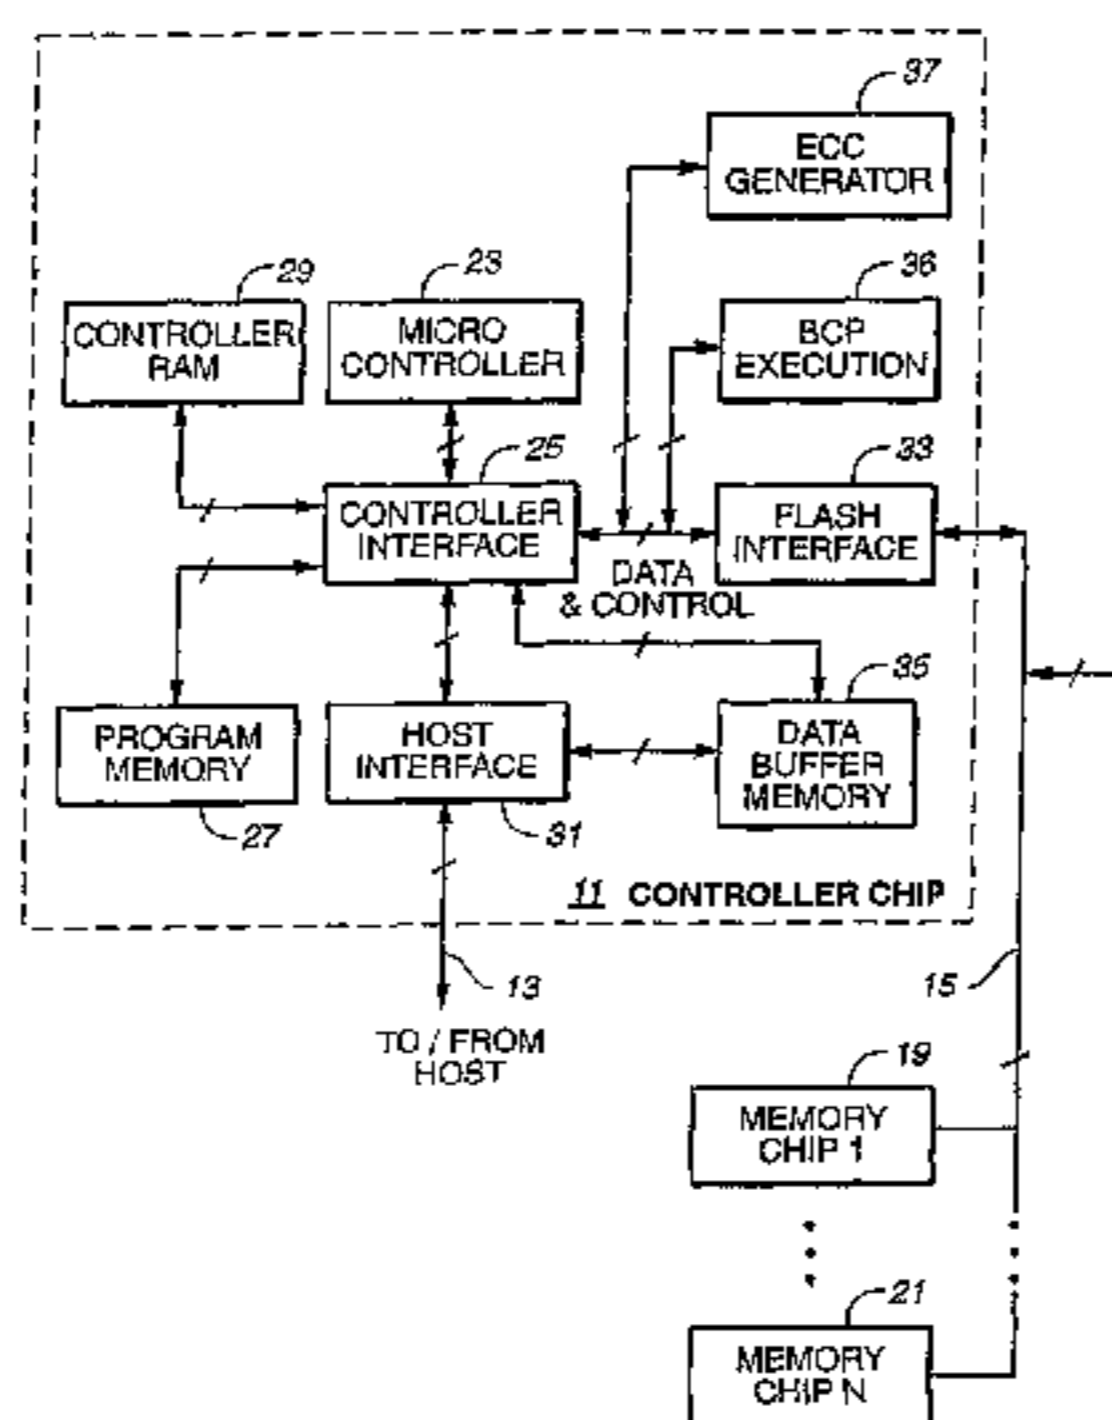 37
ECC
GENERATOR
29
23
36
CONTROLLER
RAM
MICRO
CONTROLLER
BCP
EXECUTION
25
33
CONTROLLER
INTERFACE
FLASH
INTERFACE
DATA
& CONTROL
35
PROGRAM
MEMORY
HOST
INTERFACE
DATA
BUFFER
MEMORY
27
31
11 CONTROLLER CHIP
13
15
TO / FROM
HOST
19
MEMORY
CHIP 1
21
MEMORY
CHIP N